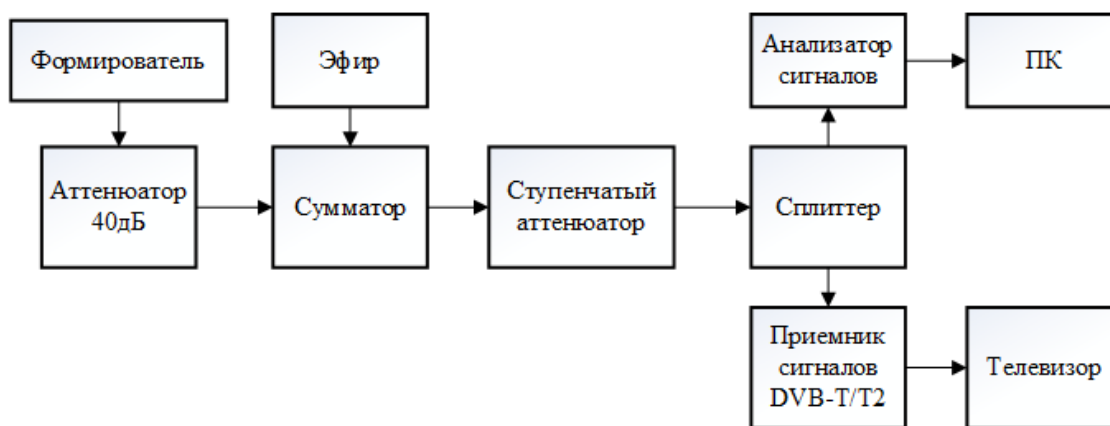 Формирователь
Эфир
Анализатор
сигналов
ПК
Аттенюатор
40дБ
Сумматор
Ступенчатый
аттенюатор
Сплиттер
Приемник
сигналов
DVB-T/T2
Телевизор